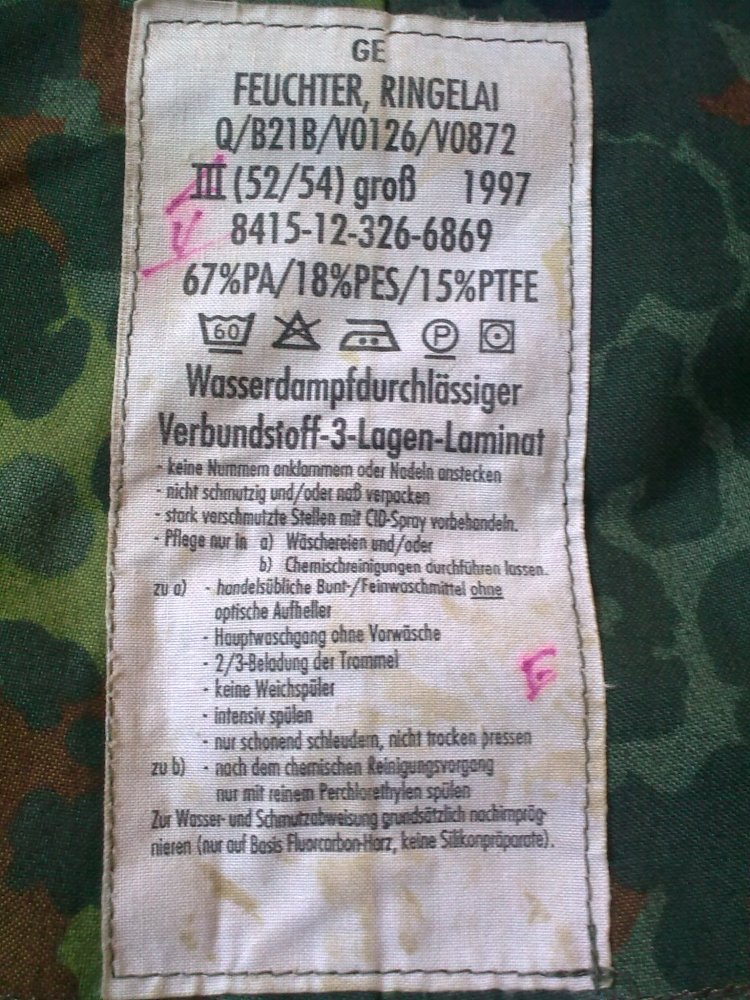 GE
FEUCHTER, RINGELAI
Q/B21B/V0126/V0872
III (52/54) groß 1997
8415-12-326-6869
67%PA/18%PES/15%PTFE
60 P
Wasserdampfdurchlässiger
Verbundstoff-3-Lagen-Laminat
- keine Nummern anklammern oder Nadeln anstecken
- nicht schmutzig und/oder naß verpacken
- stark verschmutzte Stellen mit CID-Spray vorbehandeln.
- Pflege nur in a) Wäschereien und/oder
b) Chemischreinigungen durchführen lassen.
zu a) - handelsübliche Bunt-/Feinwaschmittel ohne
optische Aufheller
- Hauptwaschgang ohne Vorwäsche
- 2/3-Beladung der Trommel
- keine Weichspüler
- intensiv spülen
- nur schonend schleudern, nicht trocken pressen
zu b) - nach dem chemischen Reinigungsvorgang
nur mit reinem Perchlorethylen spülen
Zur Wasser- und Schmutzabweisung grundsätzlich nachimpräg-
nieren (nur auf Basis Fluorcarbon-Harz, keine Silikonpräparate).